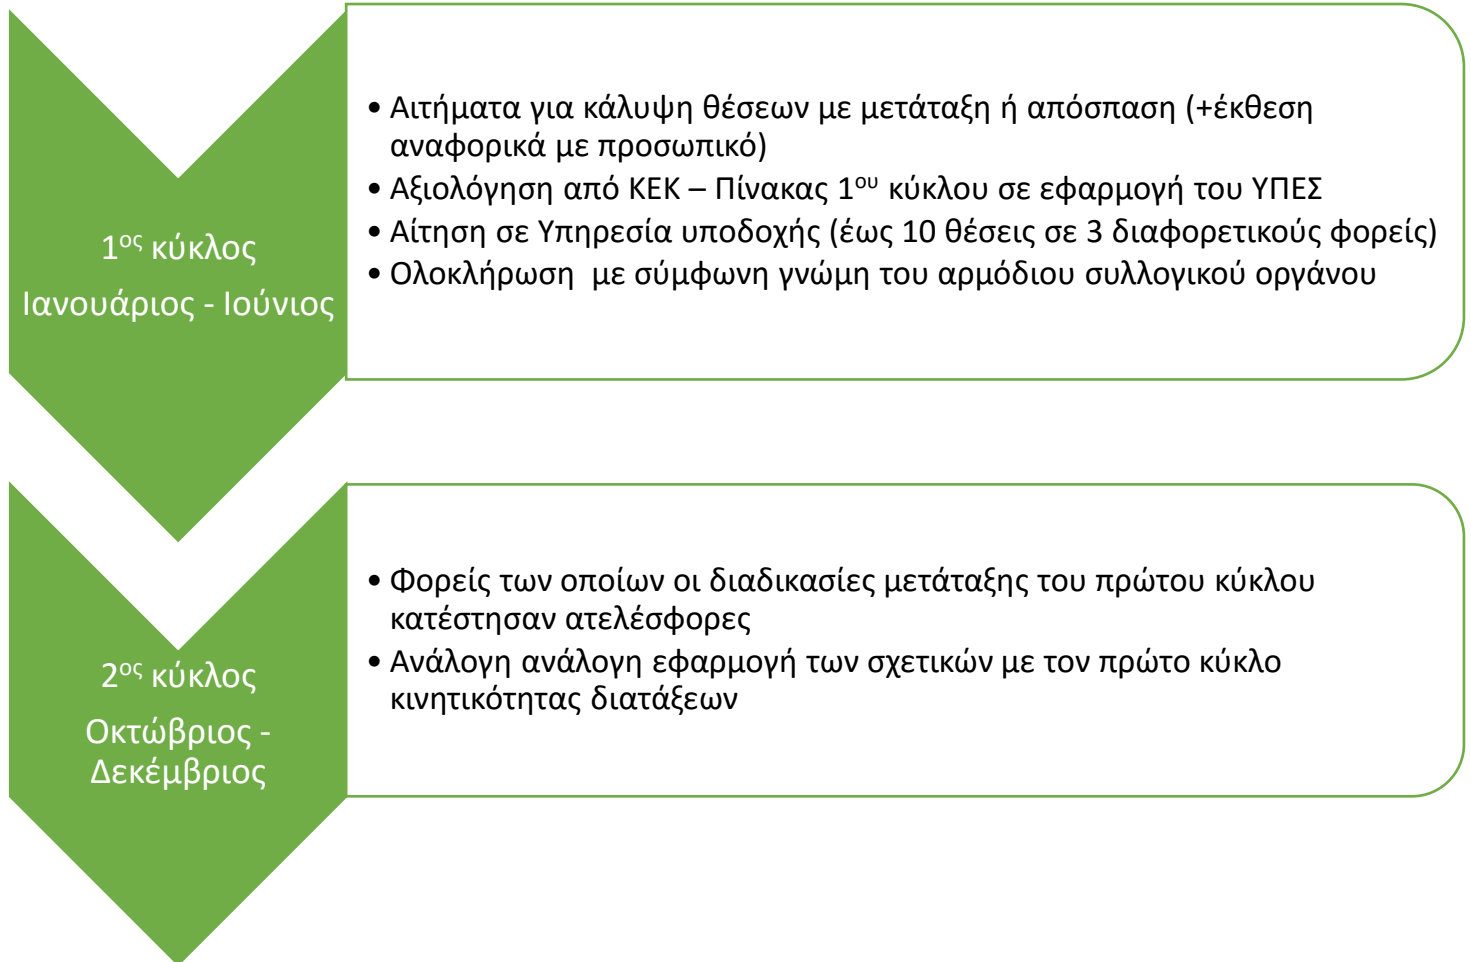 1ος κύκλος
Ιανουάριος - Ιούνιος
• Αιτήματα για κάλυψη θέσεων με μετάταξη ή απόσπαση (+έκθεση
αναφορικά με προσωπικό)
• Αξιολόγηση από ΚΕΚ – Πίνακας 1ου κύκλου σε εφαρμογή του ΥΠΕΣ
• Αίτηση σε Υπηρεσία υποδοχής (έως 10 θέσεις σε 3 διαφορετικούς φορείς)
• Ολοκλήρωση με σύμφωνη γνώμη του αρμόδιου συλλογικού οργάνου
2ος κύκλος
Οκτώβριος -
Δεκέμβριος
• Φορείς των οποίων οι διαδικασίες μετάταξης του πρώτου κύκλου
κατέστησαν ατελέσφορες
• Ανάλογη ανάλογη εφαρμογή των σχετικών με τον πρώτο κύκλο
κινητικότητας διατάξεων